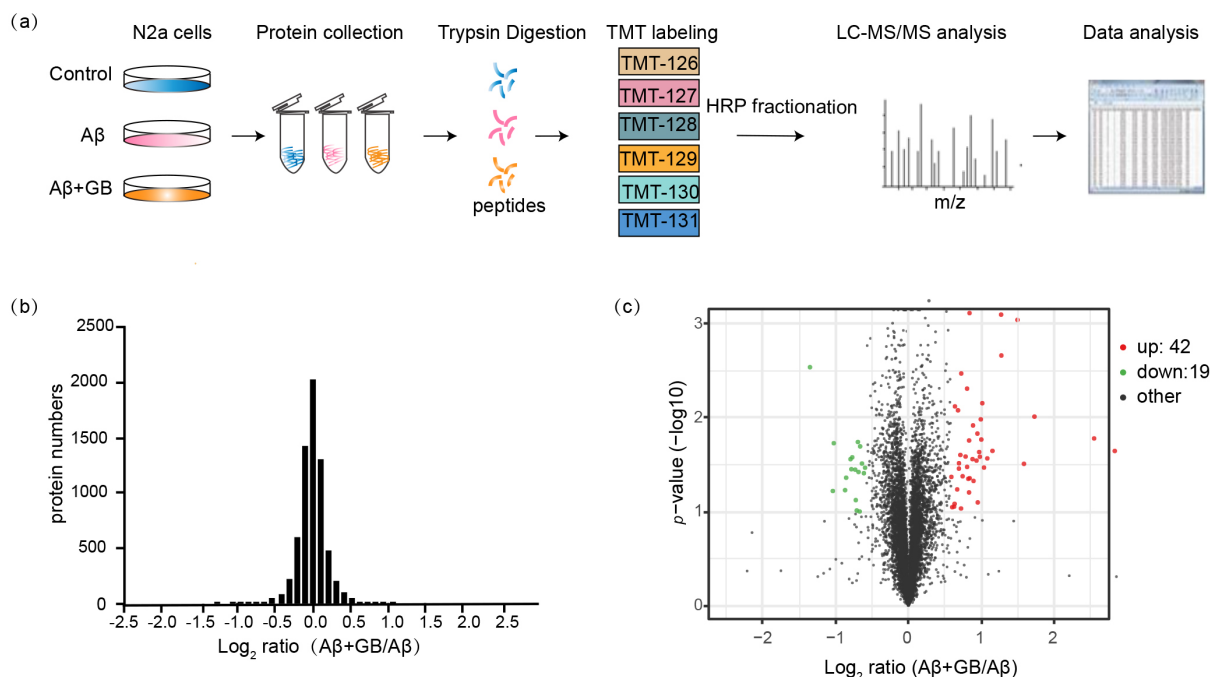 (a)
N2a cells
Protein collection
Trypsin Digestion
TMT labeling
LC-MS/MS analysis
Data analysis
Control
Aβ
Aβ+GB
peptides
TMT-126
TMT-127
TMT-128
TMT-129
TMT-130
TMT-131
HRP fractionation
m/z
(b)
protein numbers
2500
2000
1500
1000
500
0
-2.5 -2.0 -1.5 -1.0 -0.5 0.0 0.5 1.0 1.5 2.0 2.5
Log₂ ratio (Aβ+GB/Aβ)
(c)
p-value (-log10)
3
2
1
0
−2 −1 0 1 2
Log₂ ratio (Aβ+GB/Aβ)
up: 42
down:19
other